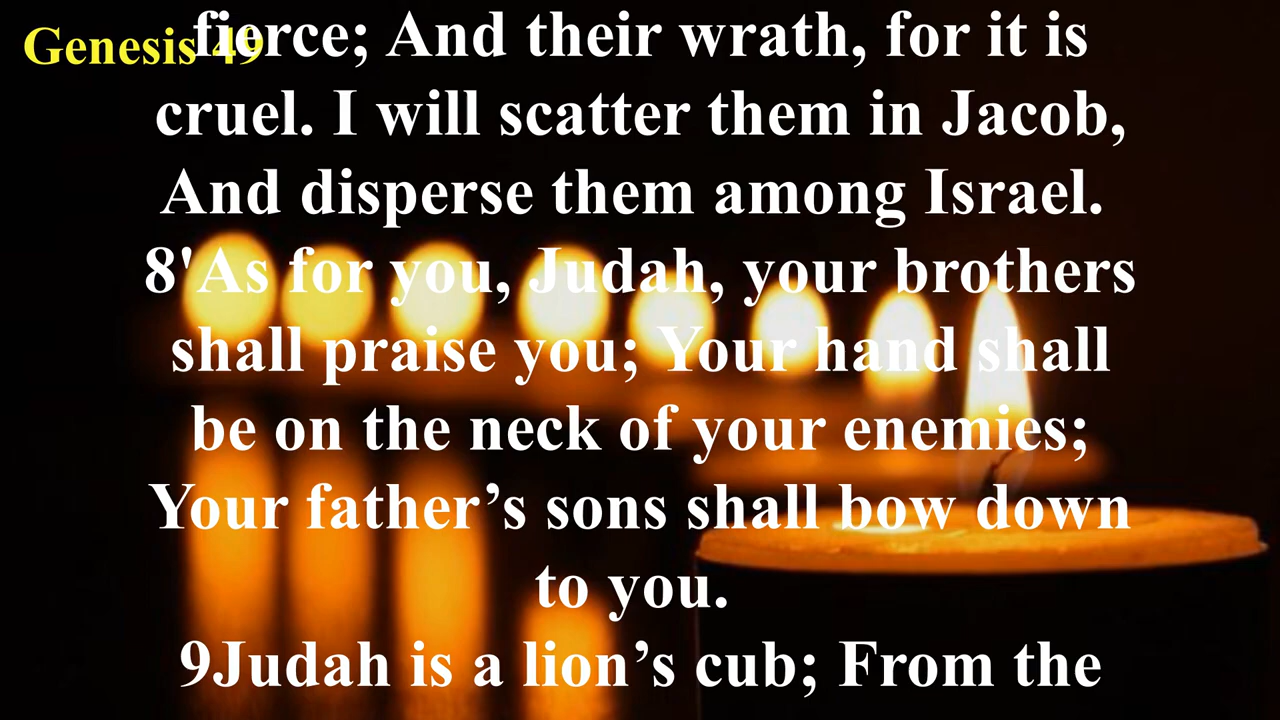 Genesis 49
fierce; And their wrath, for it is
cruel. I will scatter them in Jacob,
And disperse them among Israel.
8'As for you, Judah, your brothers
shall praise you; Your hand shall
be on the neck of your enemies;
Your father’s sons shall bow down
to you.
9Judah is a lion’s cub; From the